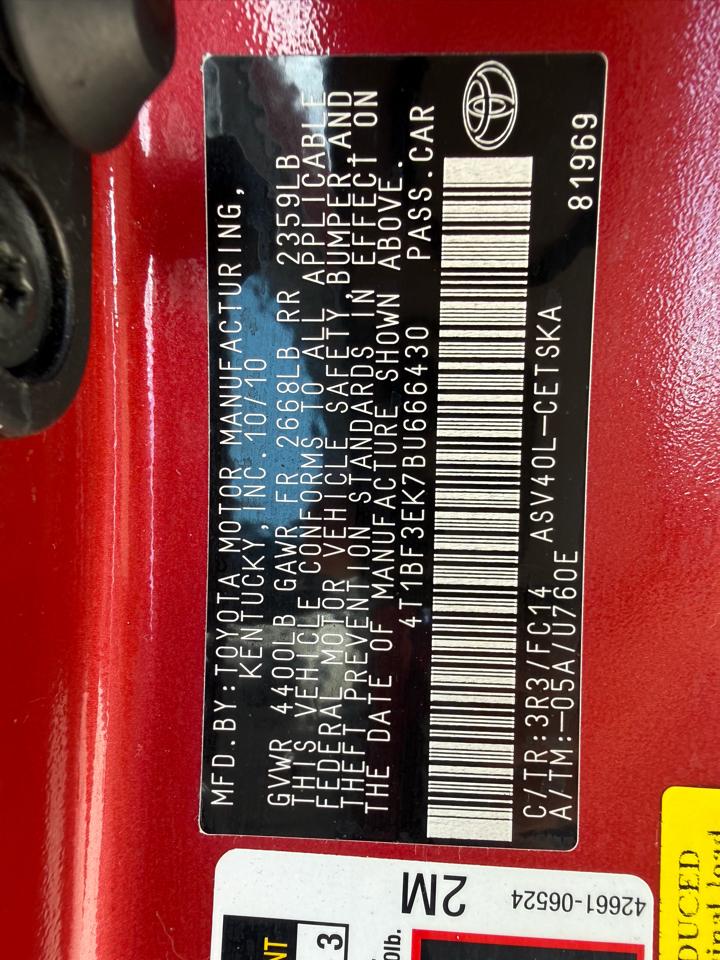 MFD.BY:TOYOTA MOTOR MANUFACTURING,
KENTUCKY,INC. 10/10
GVWR 4400LB GAWR FR 2668LB RR 2359LB
THIS VEHICLE CONFORMS TO ALL APPLICABLE
FEDERAL MOTOR VEHICLE SAFETY,BUMPER,AND
THEFT PREVENTION STANDARDS IN EFFECT ON
THE DATE OF MANUFACTURE SHOWN ABOVE.
4T1BF3EK7BU666430 PASS.CAR
C/TR:3R3/FC14 ASV40L-CETSKA
A/TM:-05A/U760E 81969
2M
42661-06524
3